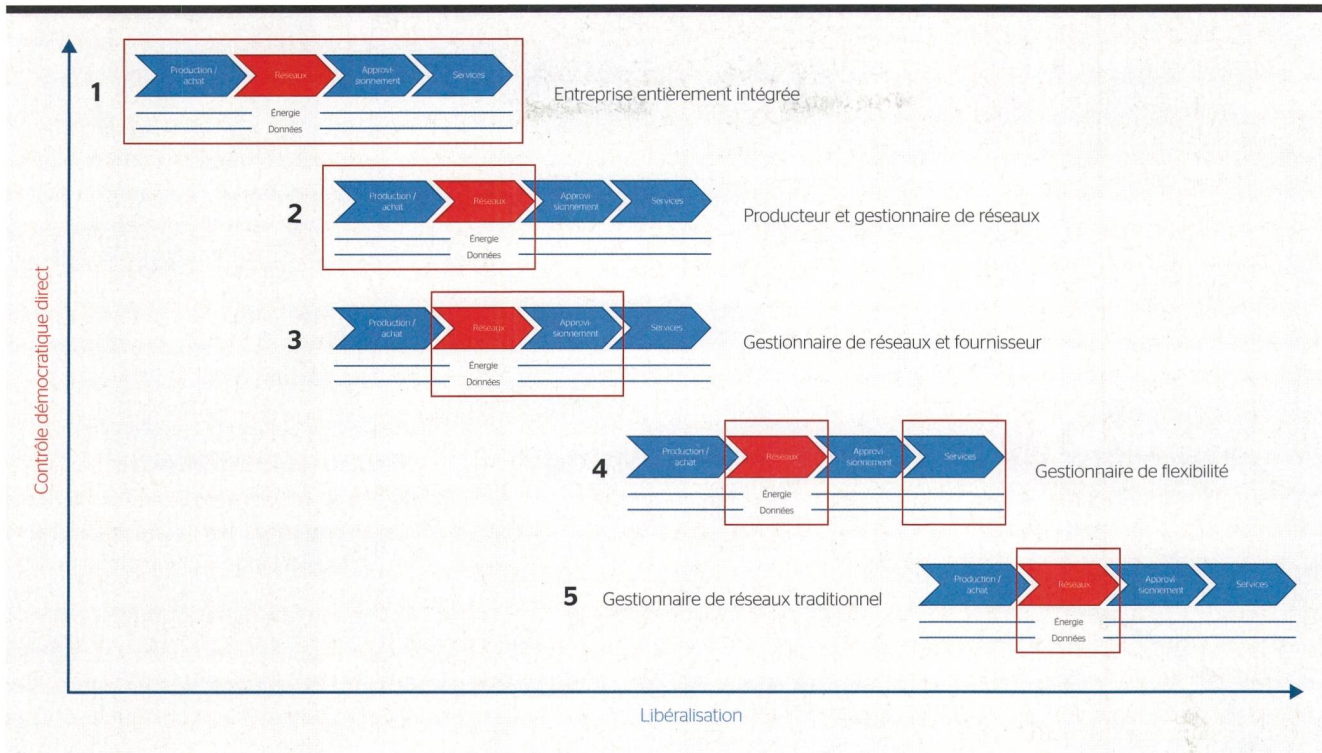 1
Production /
achat
Réseaux
Approvi
sionnement
Services
Énergie
Données
Entreprise entièrement intégrée
2
Production /
achat
Réseaux
Approvi
sionnement
Services
Énergie
Données
Producteur et gestionnaire de réseaux
3
Production /
achat
Réseaux
Approvi
sionnement
Services
Énergie
Données
Gestionnaire de réseaux et fournisseur
4
Production /
achat
Réseaux
Approvi
sionnement
Services
Énergie
Données
Gestionnaire de flexibilité
5
Gestionnaire de réseaux traditionnel
Production /
achat
Réseaux
Approvi
sionnement
Services
Énergie
Données
Contrôle démocratique direct
Libéralisation